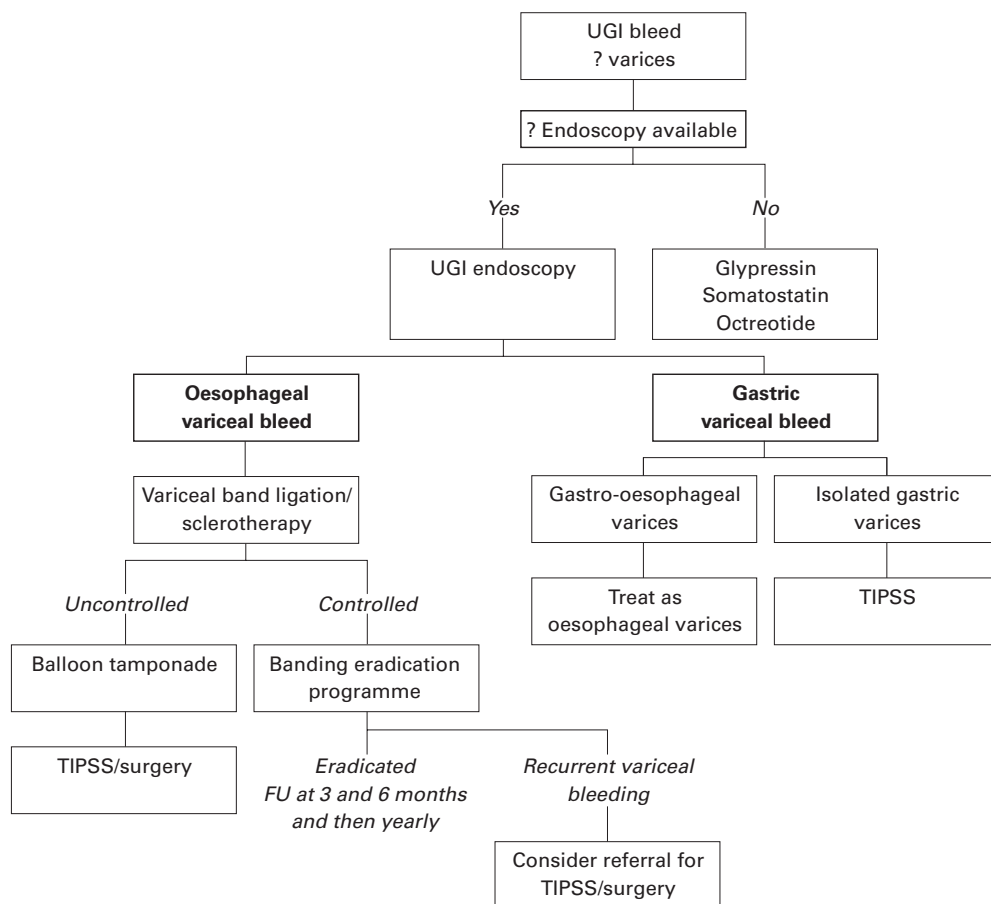 UGI bleed
? varices
? Endoscopy available
Yes
No
UGI endoscopy
Glypressin
Somatostatin
Octreotide
Oesophageal
variceal bleed
Gastric
variceal bleed
Variceal band ligation/
sclerotherapy
Gastro-oesophageal
varices
Isolated gastric
varices
Uncontrolled
Controlled
Treat as
oesophageal varices
TIPSS
Balloon tamponade
Banding eradication
programme
TIPSS/surgery
Eradicated
FU at 3 and 6 months
and then yearly
Recurrent variceal
bleeding
Consider referral for
TIPSS/surgery